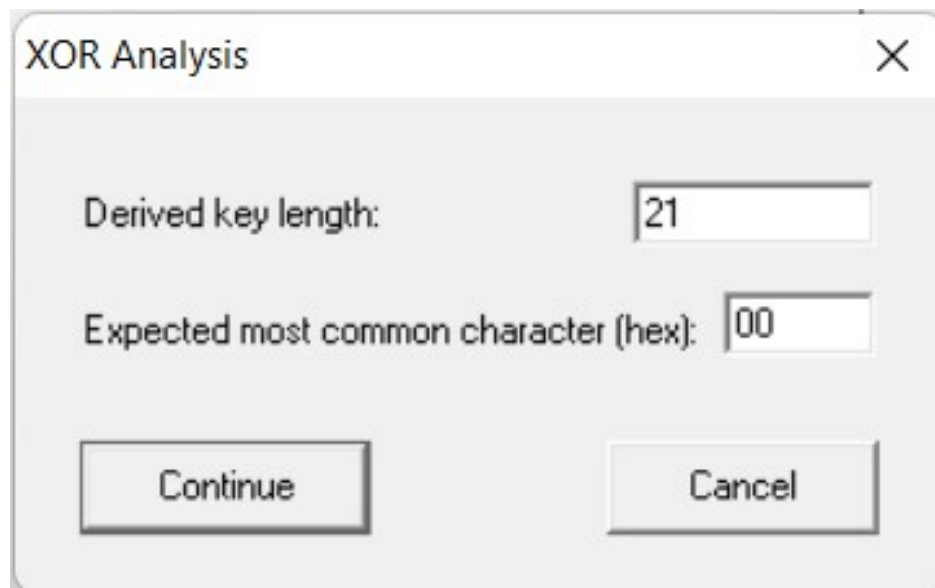 XOR Analysis
Derived key length: 21
Expected most common character (hex): 00
Continue Cancel